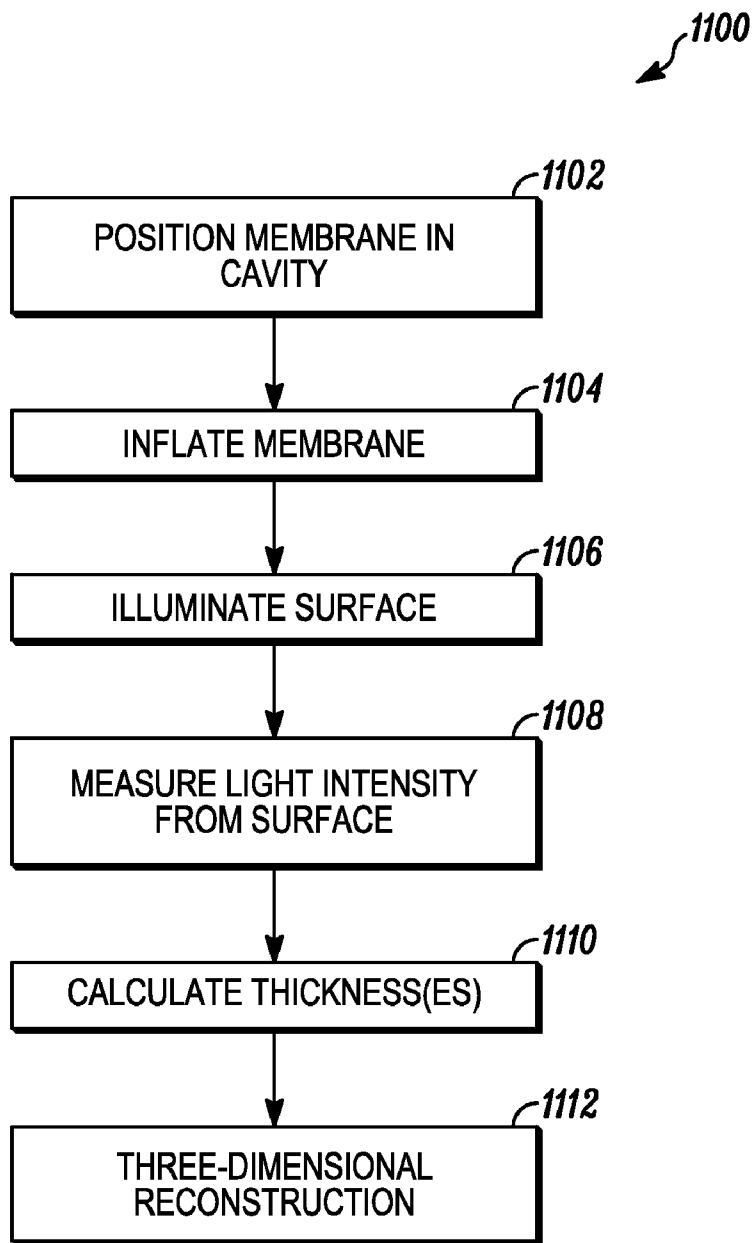 1100
1102
POSITION MEMBRANE IN
CAVITY
1104
INFLATE MEMBRANE
1106
ILLUMINATE SURFACE
1108
MEASURE LIGHT INTENSITY
FROM SURFACE
1110
CALCULATE THICKNESS(ES)
1112
THREE-DIMENSIONAL
RECONSTRUCTION